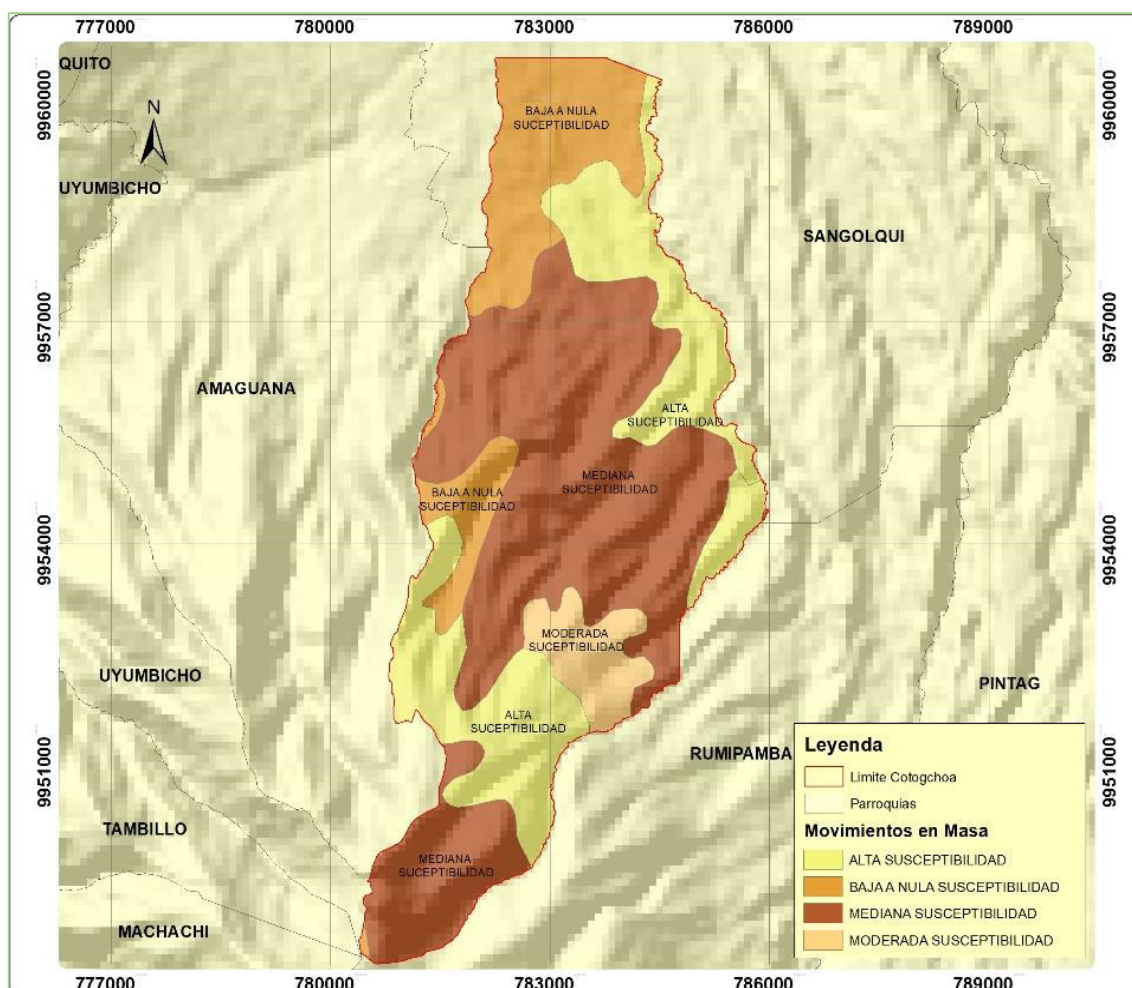 777000 780000 783000 786000 789000
QUITO
N
9960000
9960000
BAJA A NULA
SUCEPTIBILIDAD
UYUMBICHO
SANGOLQUI
9957000
9957000
AMAGUANA
ALTA
SUCEPTIBILIDAD
MEDIANA
SUCEPTIBILIDAD
BAJA A NULA
SUCEPTIBILIDAD
9954000
9954000
MODERADA
SUCEPTIBILIDAD
UYUMBICHO
PINTAG
ALTA
SUCEPTIBILIDAD
RUMIPAMBA
9951000
9951000
TAMBILLO
MEDIANA
SUCEPTIBILIDAD
MACHACHI
Leyenda
Limite Cotogchoa
Parroquias
Movimientos en Masa
ALTA SUSCEPTIBILIDAD
BAJA A NULA SUSCEPTIBILIDAD
MEDIANA SUSCEPTIBILIDAD
MODERADA SUSCEPTIBILIDAD
777000 780000 783000 786000 789000